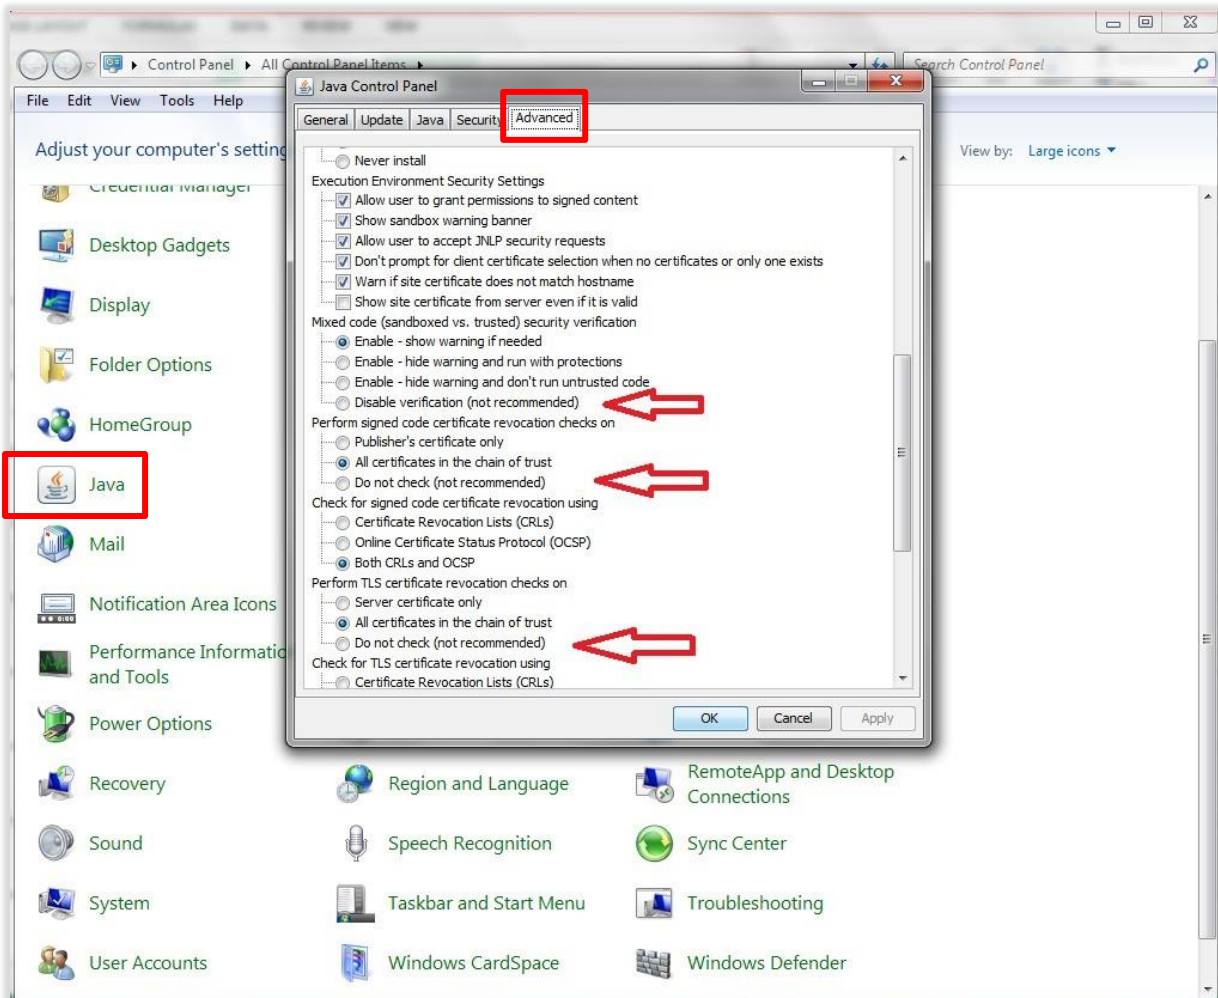 FORMULAS DATA REVIEW VIEW
Control Panel All Control Panel Items
Search Control Panel
File Edit View Tools Help
Adjust your computer's setting
View by: Large icons
Credential Manager
Desktop Gadgets
Display
Folder Options
HomeGroup
Java
Mail
Notification Area Icons
Performance Informatio
and Tools
Power Options
Recovery
Region and Language
RemoteApp and Desktop
Connections
Sound
Speech Recognition
Sync Center
System
Taskbar and Start Menu
Troubleshooting
User Accounts
Windows CardSpace
Windows Defender
Java Control Panel
General Update Java Security Advanced
Never install
Execution Environment Security Settings
Allow user to grant permissions to signed content
Show sandbox warning banner
Allow user to accept JNLP security requests
Don't prompt for client certificate selection when no certificates or only one exists
Warn if site certificate does not match hostname
Show site certificate from server even if it is valid
Mixed code (sandboxed vs. trusted) security verification
Enable - show warning if needed
Enable - hide warning and run with protections
Enable - hide warning and don't run untrusted code
Disable verification (not recommended)
Perform signed code certificate revocation checks on
Publisher's certificate only
All certificates in the chain of trust
Do not check (not recommended)
Check for signed code certificate revocation using
Certificate Revocation Lists (CRLs)
Online Certificate Status Protocol (OCSP)
Both CRLs and OCSP
Perform TLS certificate revocation checks on
Server certificate only
All certificates in the chain of trust
Do not check (not recommended)
Check for TLS certificate revocation using
Certificate Revocation Lists (CRLs)
OK Cancel Apply